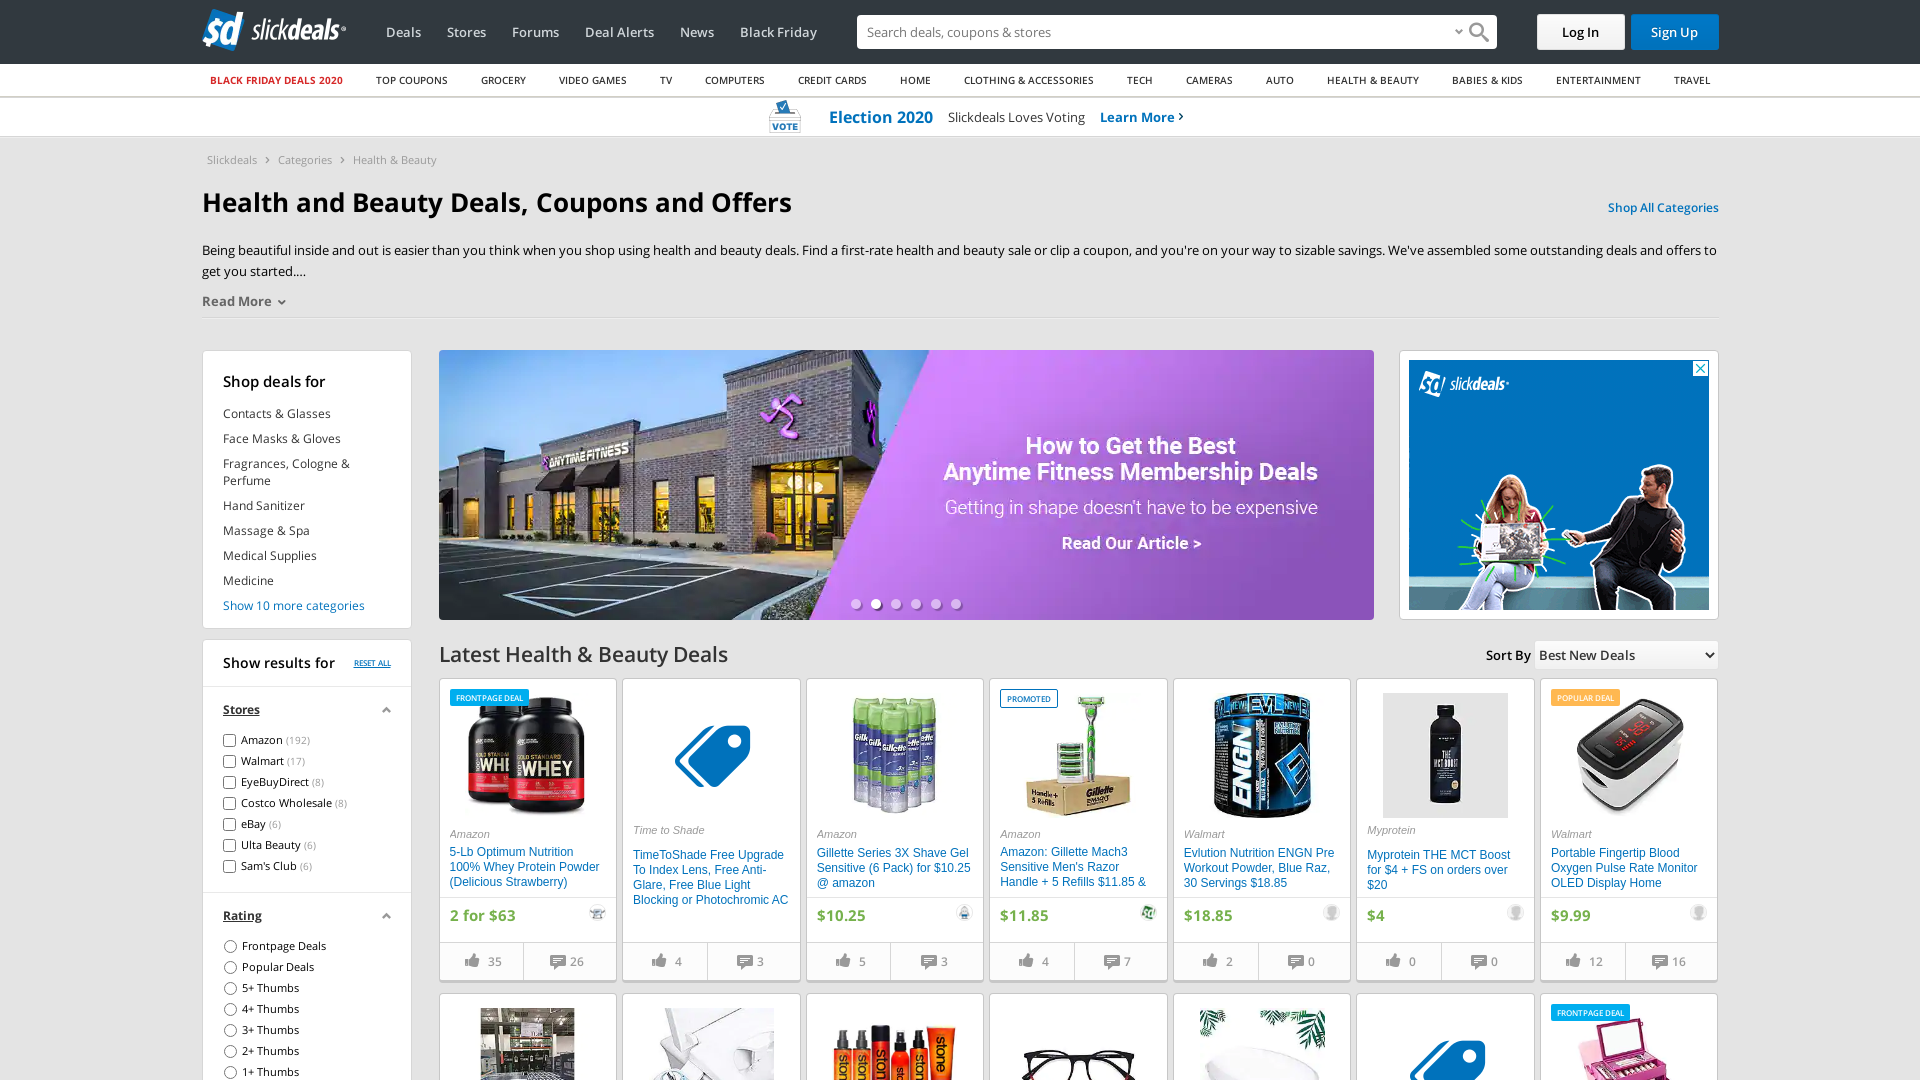 sd slickdeals
Deals
Stores
Forums
Deal Alerts
News
Black Friday
Search deals, coupons & stores
Log In
Sign Up
BLACK FRIDAY DEALS 2020
TOP COUPONS
GROCERY
VIDEO GAMES
TV
COMPUTERS
CREDIT CARDS
HOME
CLOTHING & ACCESSORIES
TECH
CAMERAS
AUTO
HEALTH & BEAUTY
BABIES & KIDS
ENTERTAINMENT
TRAVEL
VOTE
Election 2020
Slickdeals Loves Voting
Learn More
Slickdeals
Categories
Health & Beauty
Health and Beauty Deals, Coupons and Offers
Shop All Categories
Being beautiful inside and out is easier than you think when you shop using health and beauty deals. Find a first-rate health and beauty sale or clip a coupon, and you're on your way to sizable savings. We've assembled some outstanding deals and offers to
get you started.…
Read More
Shop deals for
Contacts & Glasses
Face Masks & Gloves
Fragrances, Cologne &
Perfume
Hand Sanitizer
Massage & Spa
Medical Supplies
Medicine
Show 10 more categories
ANYTIME FITNESS
How to Get the Best
Anytime Fitness Membership Deals
Getting in shape doesn't have to be expensive
Read Our Article >
sd slickdeals
Show results for
RESET ALL
Stores
Amazon (192)
Walmart (17)
EyeBuyDirect (8)
Costco Wholesale (8)
eBay (6)
Ulta Beauty (6)
Sam's Club (6)
Rating
Frontpage Deals
Popular Deals
5+ Thumbs
4+ Thumbs
3+ Thumbs
2+ Thumbs
1+ Thumbs
Latest Health & Beauty Deals
Sort By
Best New Deals
FRONTPAGE DEAL
GOLD STANDARD
WHEY
Amazon
5-Lb Optimum Nutrition
100% Whey Protein Powder
(Delicious Strawberry)
2 for $63
35
26
Time to Shade
TimeToShade Free Upgrade
To Index Lens, Free Anti-
Glare, Free Blue Light
Blocking or Photochromic AC
4
3
Gillette
Amazon
Gillette Series 3X Shave Gel
Sensitive (6 Pack) for $10.25
@ amazon
$10.25
5
3
PROMOTED
Handle +
5 Refills
Gillette
Amazon
Amazon: Gillette Mach3
Sensitive Men's Razor
Handle + 5 Refills $11.85 &
$11.85
4
7
EVL
NEW!
ENGN
Walmart
Evlution Nutrition ENGN Pre
Workout Powder, Blue Raz,
30 Servings $18.85
$18.85
2
0
THE
MCT BOOST
Myprotein
Myprotein THE MCT Boost
for $4 + FS on orders over
$20
$4
0
0
POPULAR DEAL
Walmart
Portable Fingertip Blood
Oxygen Pulse Rate Monitor
OLED Display Home
$9.99
12
16
stone
FRONTPAGE DEAL